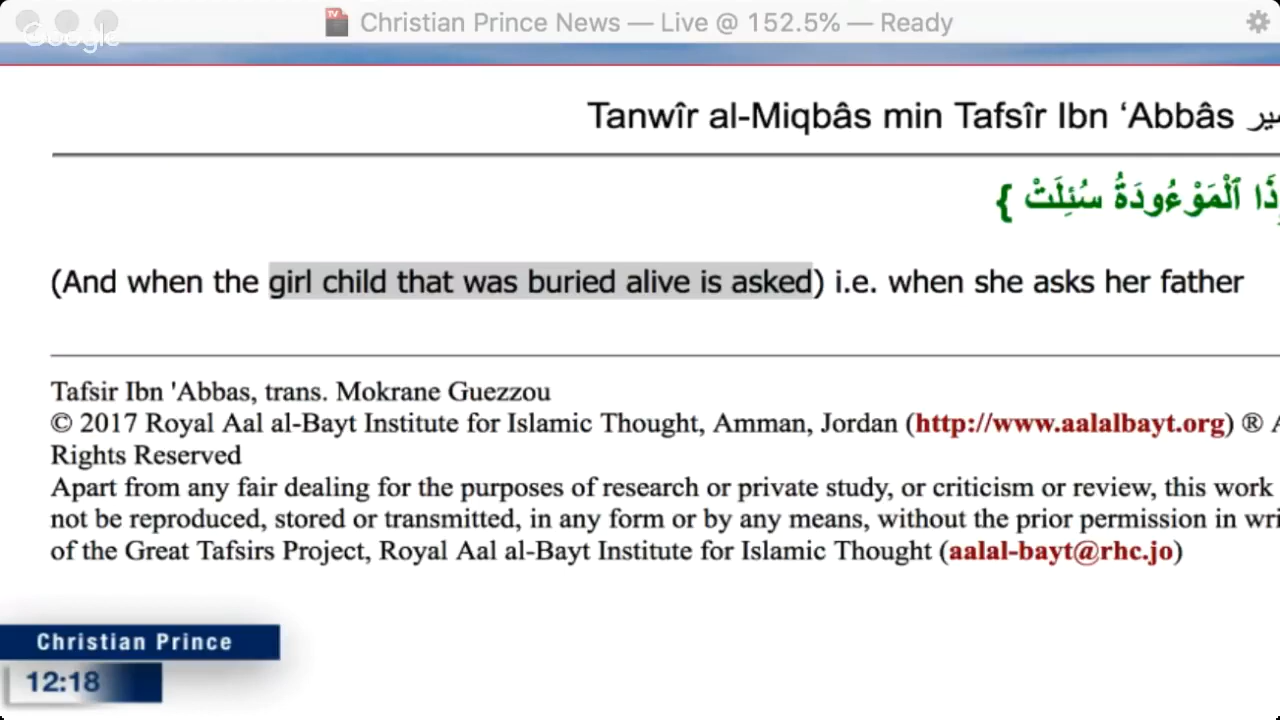 Google
Christian Prince News — Live @ 152.5% — Ready
Tanwîr al-Miqbâs min Tafsîr Ibn ‘Abbâs
ٱلْمَوْءُودَةُ سُئِلَتْ }
(And when the girl child that was buried alive is asked) i.e. when she asks her father
Tafsir Ibn 'Abbas, trans. Mokrane Guezzou
© 2017 Royal Aal al-Bayt Institute for Islamic Thought, Amman, Jordan (http://www.aalalbayt.org) ® A
Rights Reserved
Apart from any fair dealing for the purposes of research or private study, or criticism or review, this work
not be reproduced, stored or transmitted, in any form or by any means, without the prior permission in wri
of the Great Tafsirs Project, Royal Aal al-Bayt Institute for Islamic Thought (aalal-bayt@rhc.jo)
Christian Prince
12:18